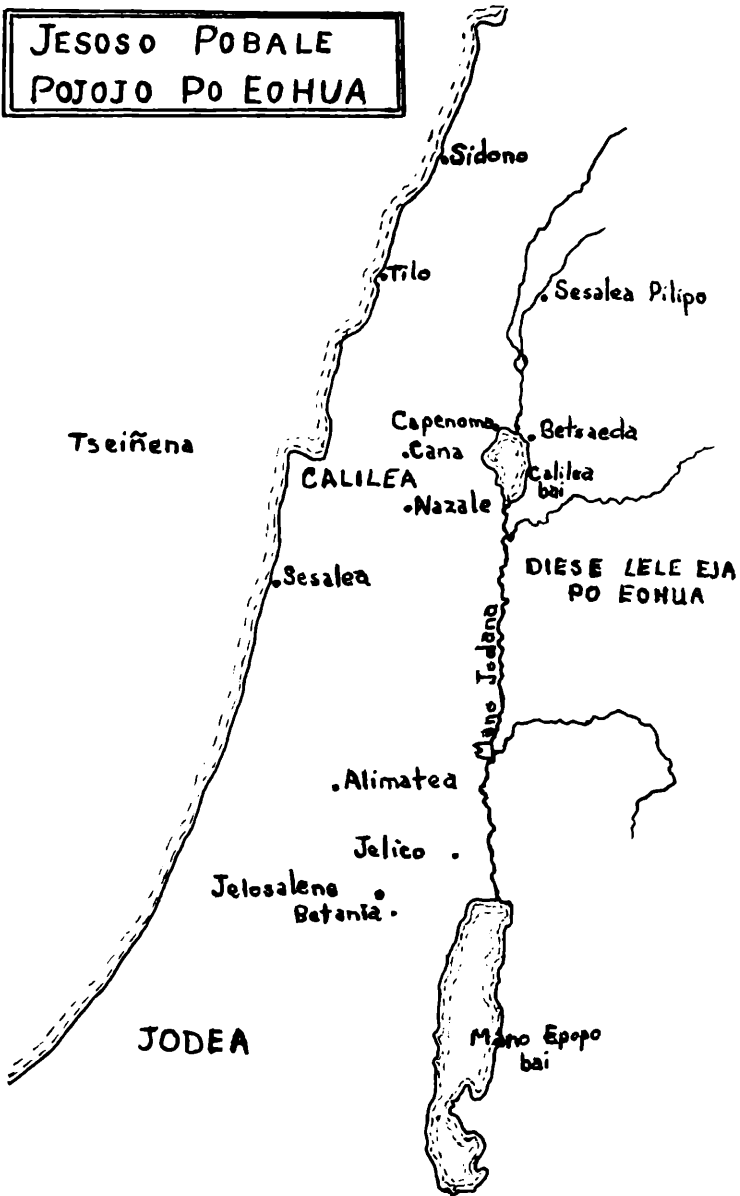 JESOSO POBALE
POJOJO PO EOHUA
Sidono
Tilo
Sesalea Pilipo
Capenoma
Betsaeda
Tseiñena
Cana
Calilea
bai
CALILEA
Nazale
Sesalea
DIESE LELE EJA
PO EOHUA
Mano Jodano
Alimatea
Jelico
Jelosalene
Betania
JODEA
Mano Epopo
bai